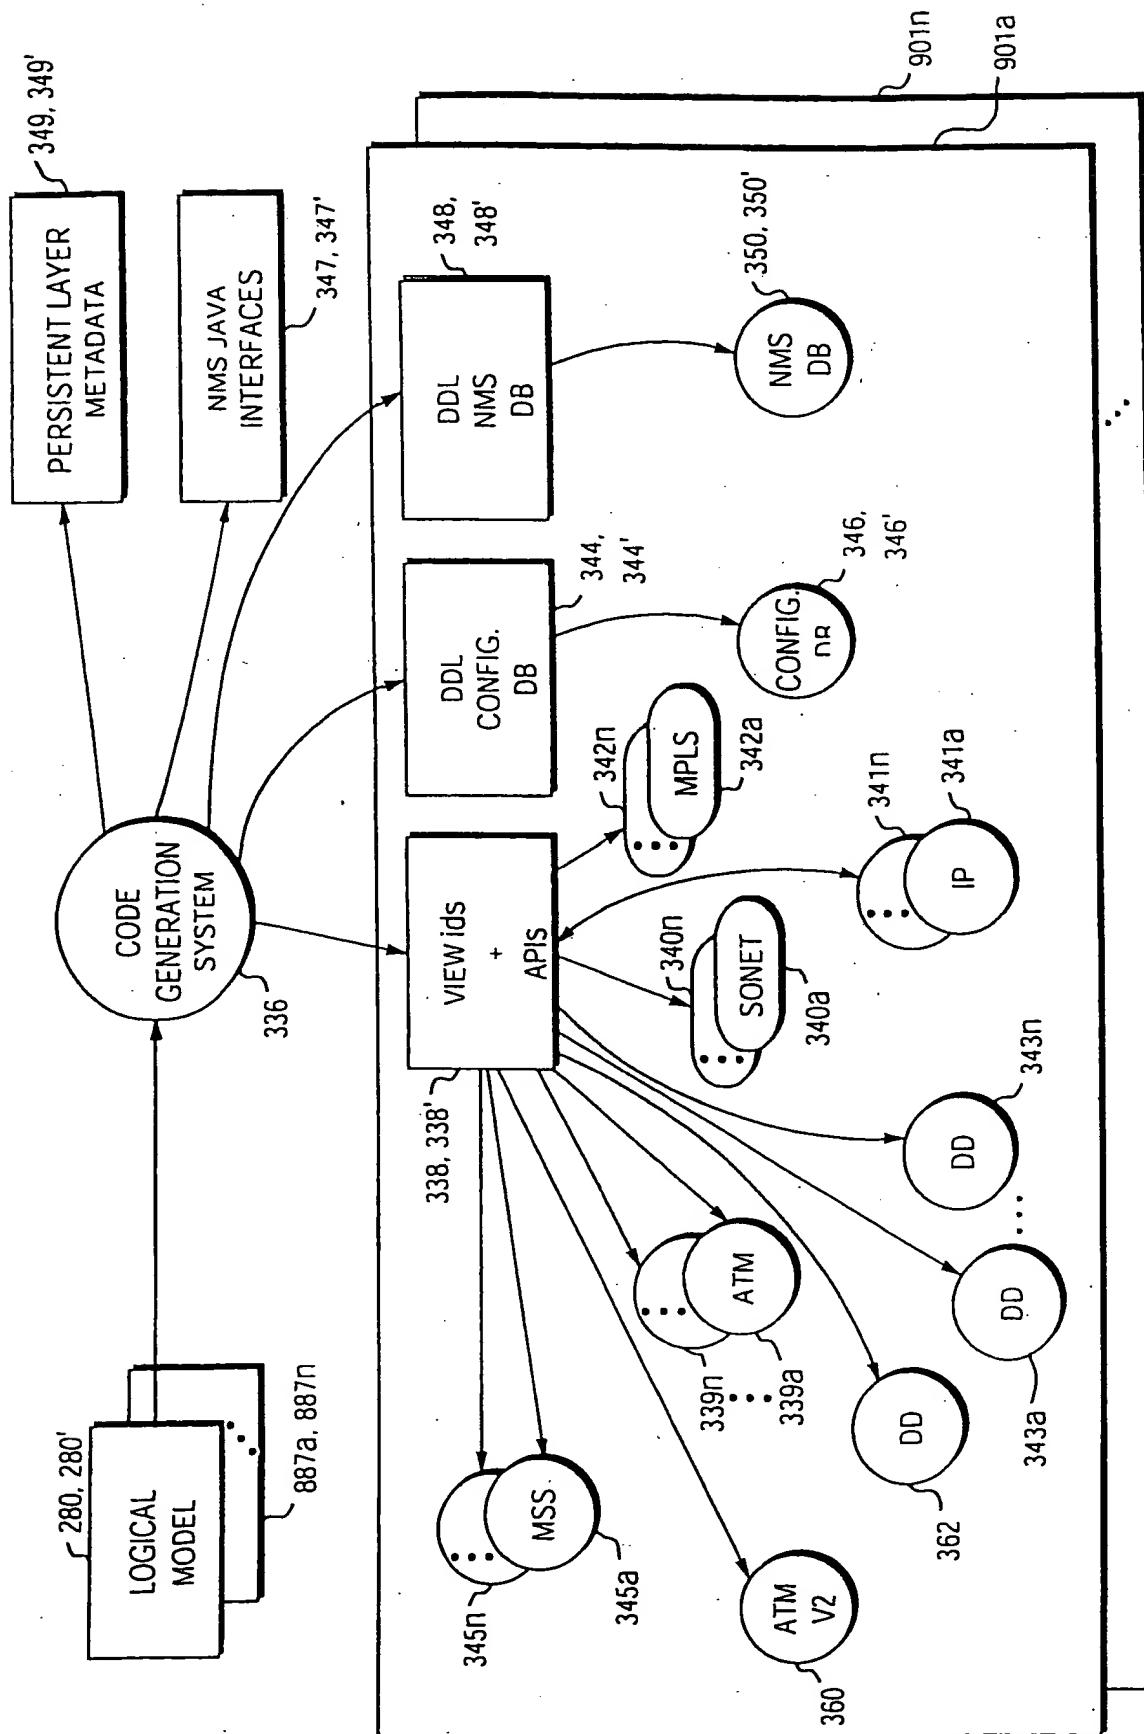 280, 280'
LOGICAL
MODEL
887a, 887n
CODE
GENERATION
SYSTEM
336
PERSISTENT LAYER
METADATA
349, 349'
NMS JAVA
INTERFACES
347, 347'
338, 338'
VIEW ids
+
APIs
DDL
CONFIG.
DB
344,
344'
DDL
NMS
DB
348,
348'
345n
MSS
345a
ATM
V2
360
339n
ATM
339a
DD
362
DD
343a
DD
343n
340n
SONET
340a
342n
MPLS
342a
341n
IP
341a
CONFIG.
DB
346,
346'
NMS
DB
350, 350'
901n
901a